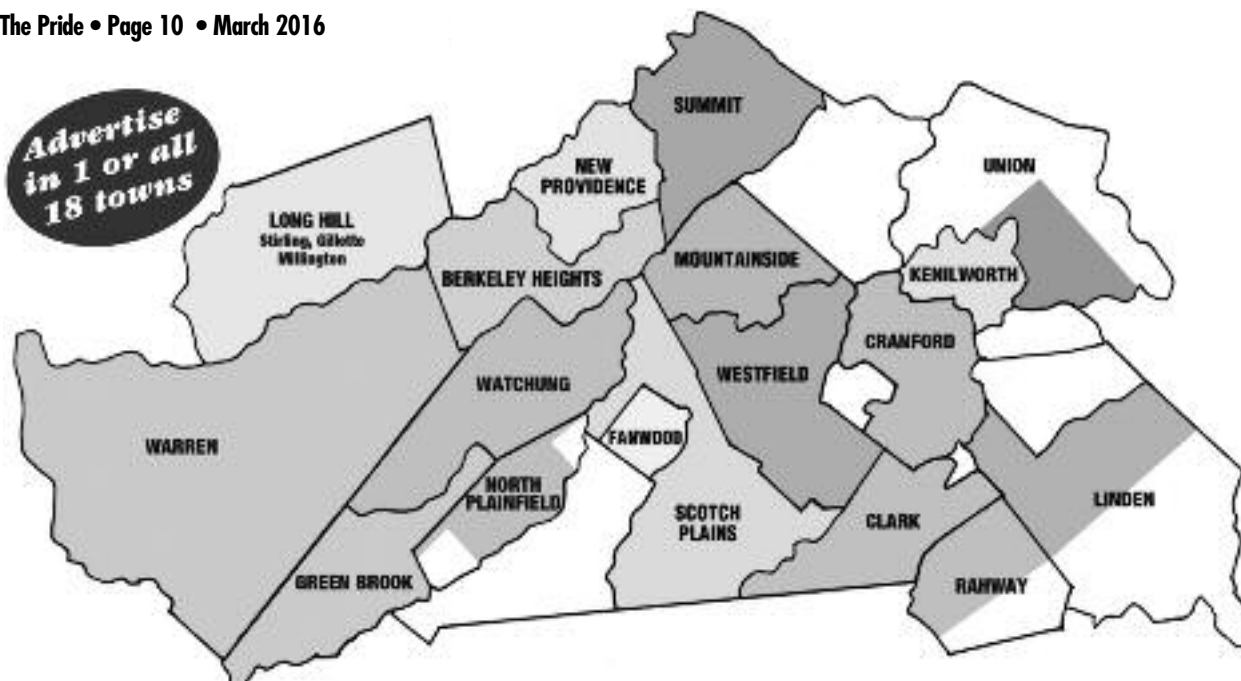 The Pride • Page 10 • March 2016
Advertise
in 1 or all
18 towns
SUMMIT
NEW
PROVIDENCE
UNION
LONG HILL
Stirling, Gillette
Millington
BERKELEY HEIGHTS
MOUNTAINSIDE
KENILWORTH
CRANFORD
WATCHUNG
WESTFIELD
WARREN
FANWOOD
NORTH
PLAINFIELD
SCOTCH
PLAINS
CLARK
LINDEN
GREEN BROOK
RAHWAY